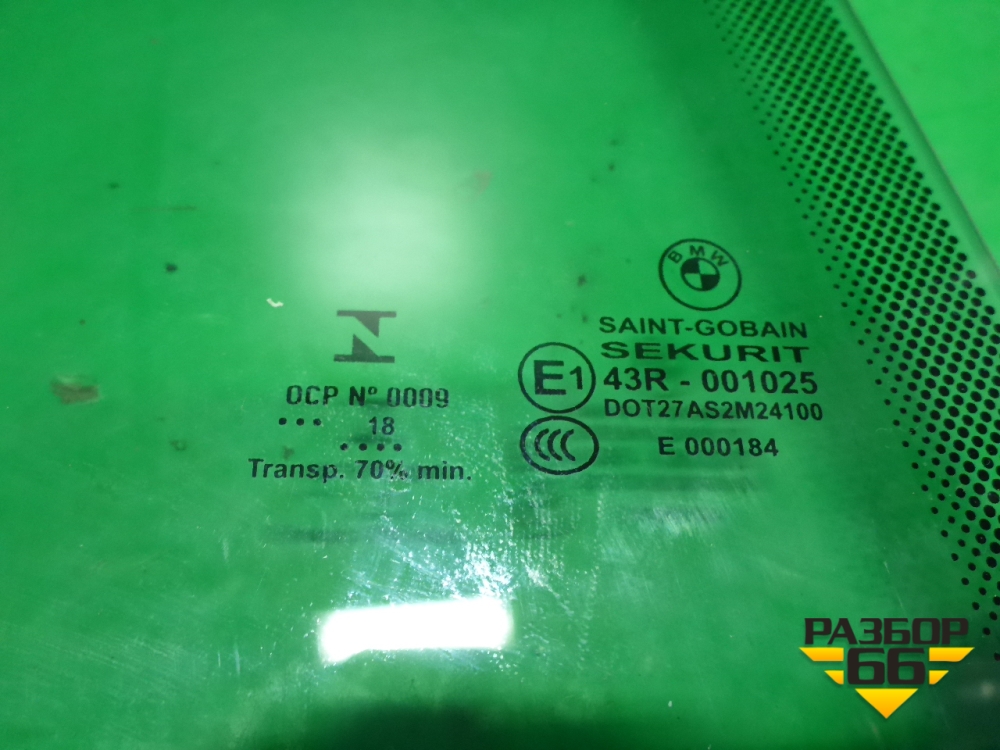 BMW
SAINT-GOBAIN
SEKURIT
E1 43R - 001025
DOT27AS2M24100
E 000184
OCP Nº 0009
••• 18
••••
Transp. 70% min.
РАЗБОР
66